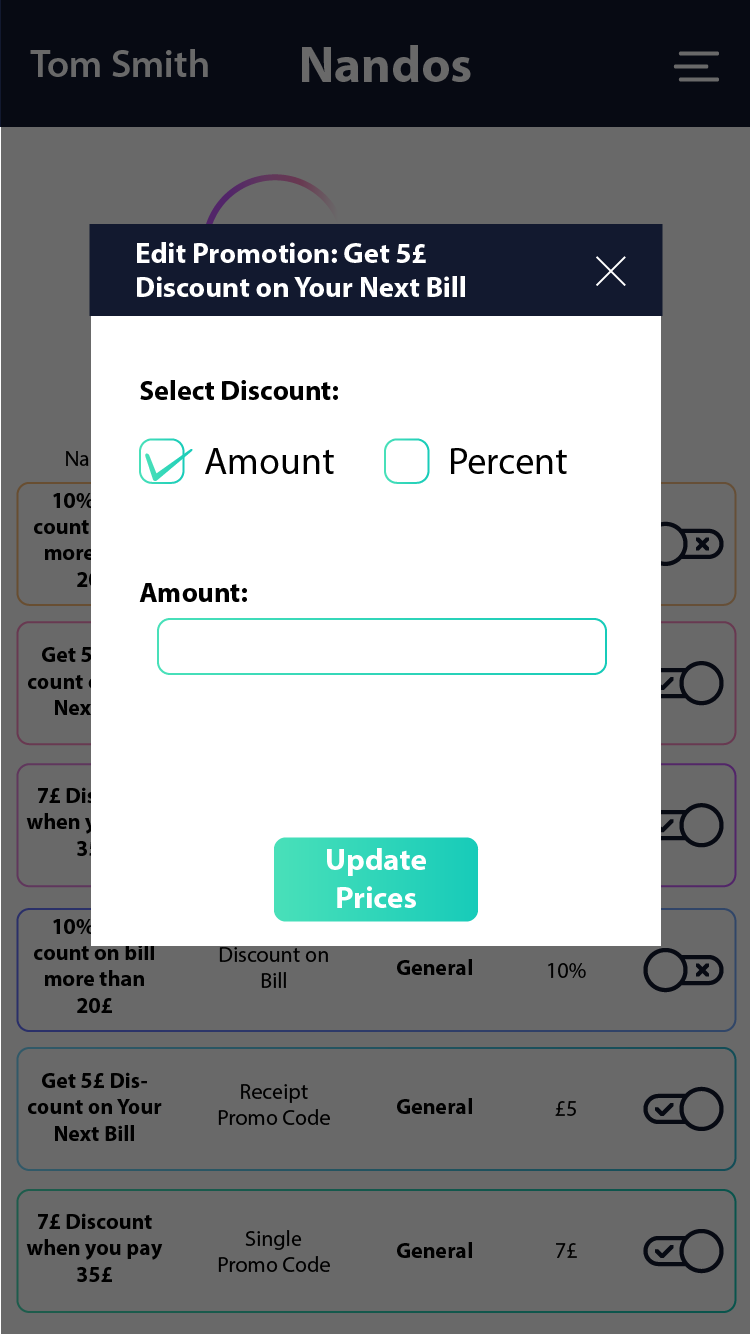 Tom Smith
Nandos
Edit Promotion: Get 5£
Discount on Your Next Bill
Select Discount:
Amount
Percent
Amount:
Update
Prices
Na
10%
count
more
20
Get 5
count
Nex
7£ Dis
when y
3
10%
count on bill
more than
20£
Discount on
Bill
General
10%
Get 5£ Dis-
count on Your
Next Bill
Receipt
Promo Code
General
£5
7£ Discount
when you pay
35£
Single
Promo Code
General
7£